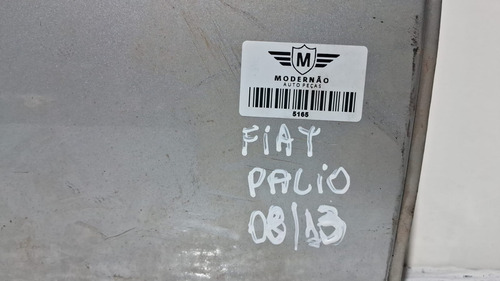 M
MODERNÃO
AUTO PEÇAS
5165
FIAT
PALIO
08/13